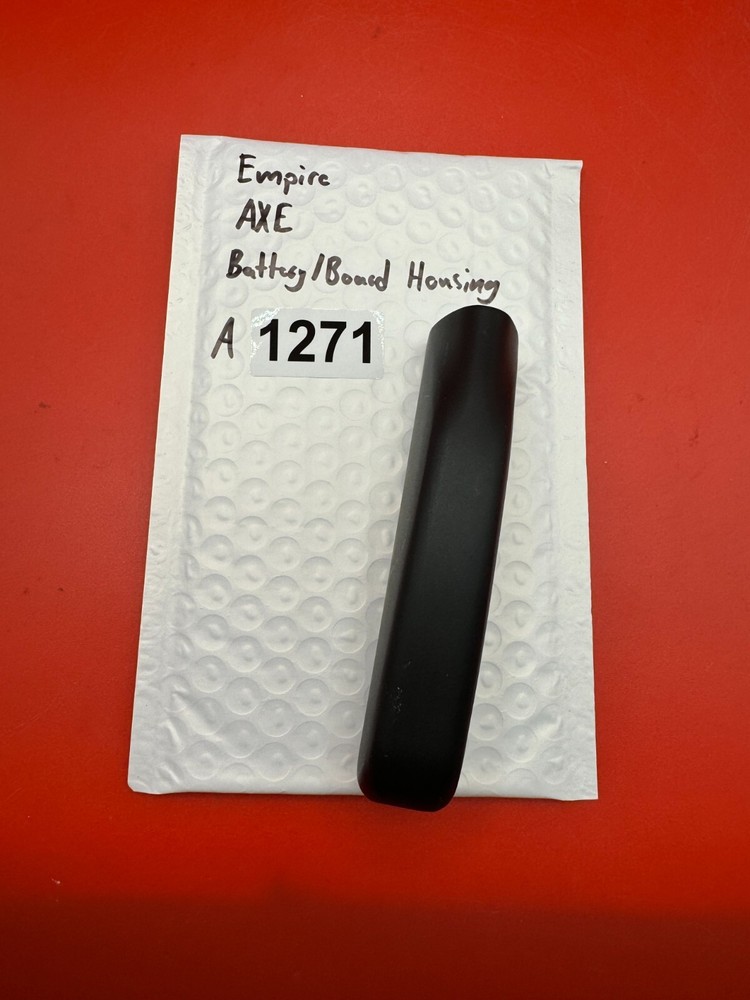 Empire
AXE
Battery/Board Housing
A 1271